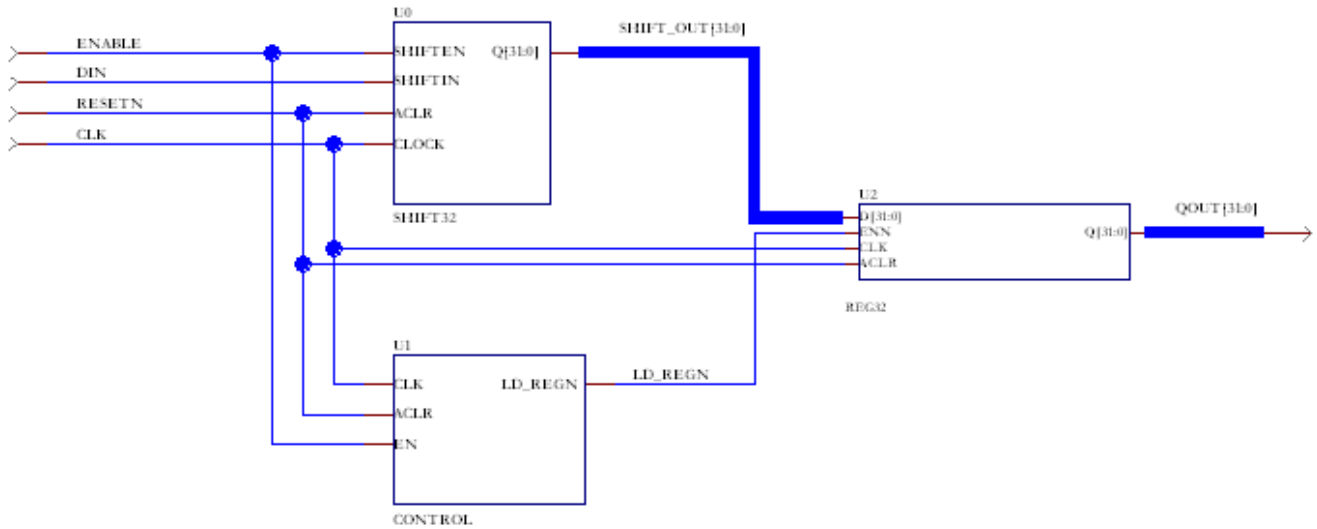 U0
SHIFT_OUT[31:0]
ENABLE
SHIFTEN Q[31:0]
DIN
SHIFTIN
RESETN
ACLR
CLK
CLOCK
SHIFT32
U2
QOUT[31:0]
D[31:0]
ENN Q[31:0]
CLK
ACLR
REG32
U1
LD_REGN
CLK LD_REGN
ACLR
EN
CONTROL